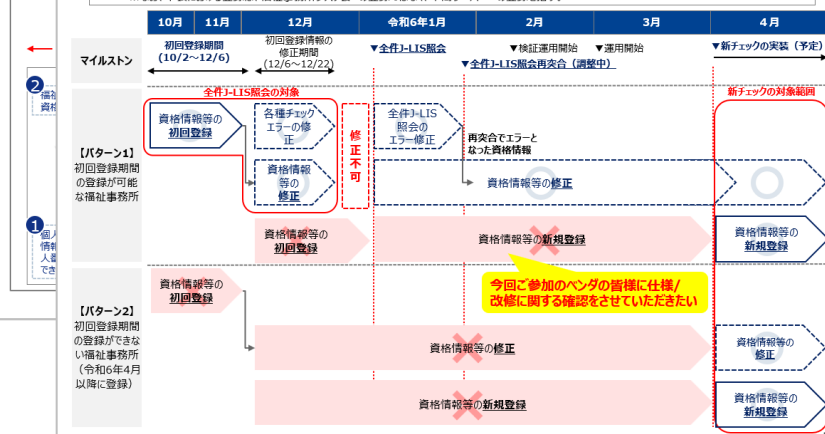 10月
11月
12月
令和6年1月
2月
3月
4月
マイルストン
初回登録期間
(10/2~12/6)
初回登録情報の
修正期間
(12/6~12/22)
▼全件J-LIS照会
▼検証運用開始
▼運用開始
▼全件J-LIS照会再突合（調整中）
▼新チェックの実装（予定）
全件J-LIS照会の対象
新チェックの対象範囲
2
福祉
資格
1
個人
情報
人番
でき
【パターン1】
初回登録期間
の登録が可能
な福祉事務所
資格情報等の
初回登録
各種チェック
エラーの修
正
資格情報
等の
修正
修
正
不
可
全件J-LIS
照会の
エラー修正
再突合でエラーと
なった資格情報
資格情報等の修正
資格情報等の
初回登録
資格情報等の新規登録
資格情報等の
新規登録
今回ご参加のベンダの皆様に仕様/
改修に関する確認をさせていただきたい
【パターン2】
初回登録期間
の登録ができな
い福祉事務所
（令和6年4月
以降に登録）
資格情報等の
初回登録
資格情報等の修正
資格情報等の
修正
資格情報等の新規登録
資格情報等の
新規登録